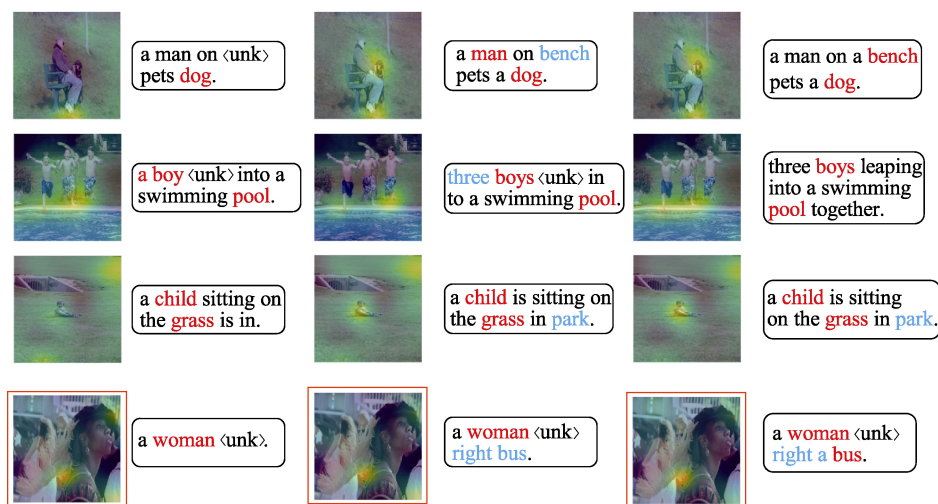 a man on ⟨unk⟩
pets dog.
a man on bench
pets a dog.
a man on a bench
pets a dog.
a boy ⟨unk⟩ into a
swimming pool.
three boys ⟨unk⟩ in
to a swimming pool.
three boys leaping
into a swimming
pool together.
a child sitting on
the grass is in.
a child is sitting on
the grass in park.
a child is sitting
on the grass in park.
a woman ⟨unk⟩.
a woman ⟨unk⟩
right bus.
a woman ⟨unk⟩
right a bus.